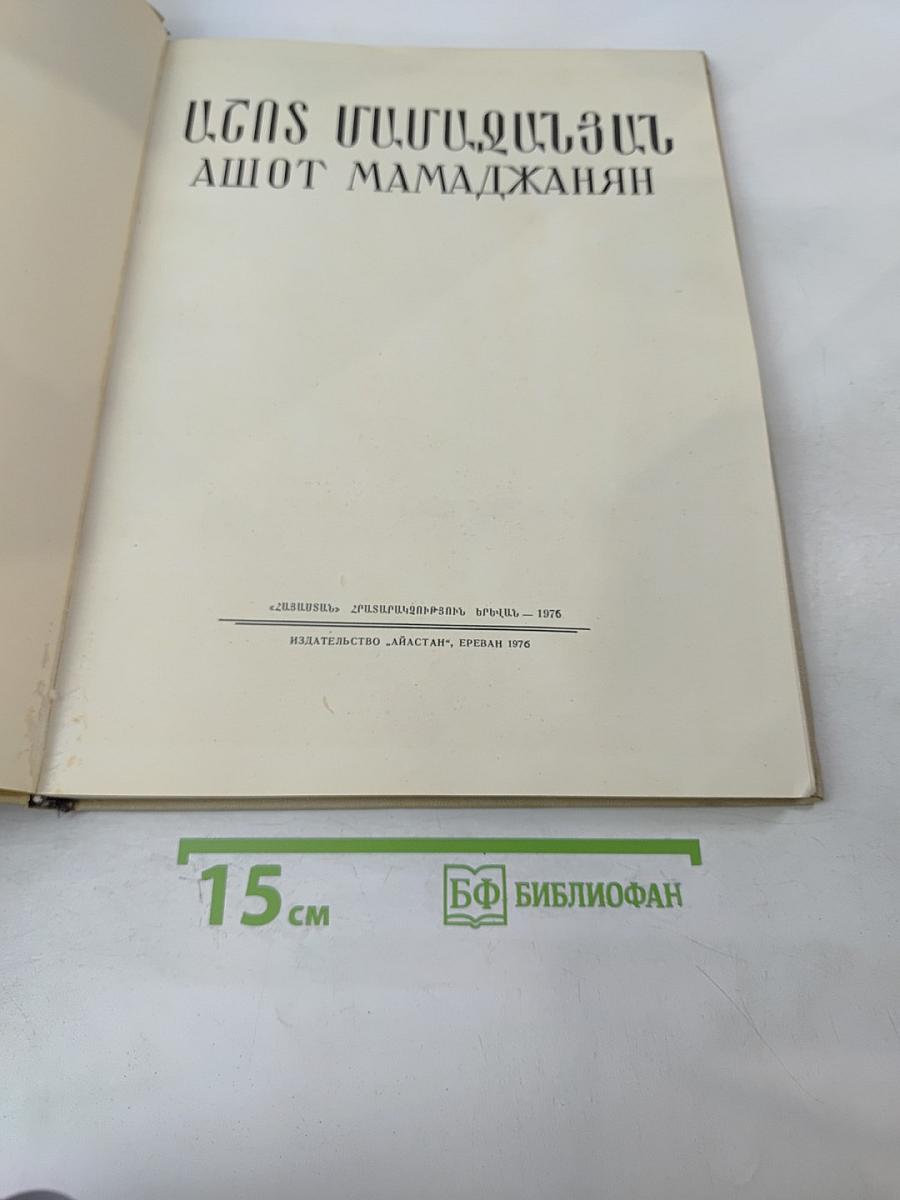 ԱՇՈՏ ՄԱՄԱՋԱՆՅԱՆ
АШОТ МАМАДЖАНЯН
«ՀԱՅԱՍՏԱՆ» ՀՐԱՏԱՐԱԿՉՈՒԹՅՈՒՆ ԵՐԵՎԱՆ — 1976
ИЗДАТЕЛЬСТВО „АЙАСТАН“, ЕРЕВАН 1976
15 см
БФ БИБЛИОФАН